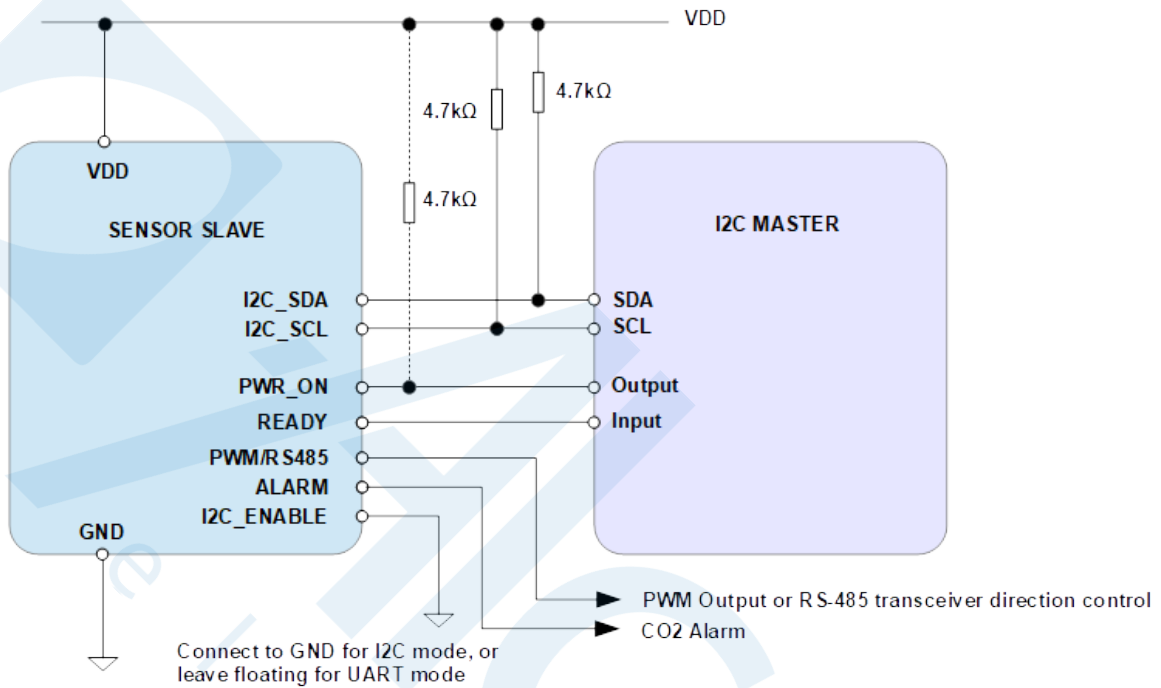 VDD
4.7kΩ
4.7kΩ
4.7kΩ
VDD
SENSOR SLAVE
I2C_SDA
I2C_SCL
PWR_ON
READY
PWM/RS485
ALARM
I2C_ENABLE
GND
I2C MASTER
SDA
SCL
Output
Input
PWM Output or RS-485 transceiver direction control
CO2 Alarm
Connect to GND for I2C mode, or
leave floating for UART mode